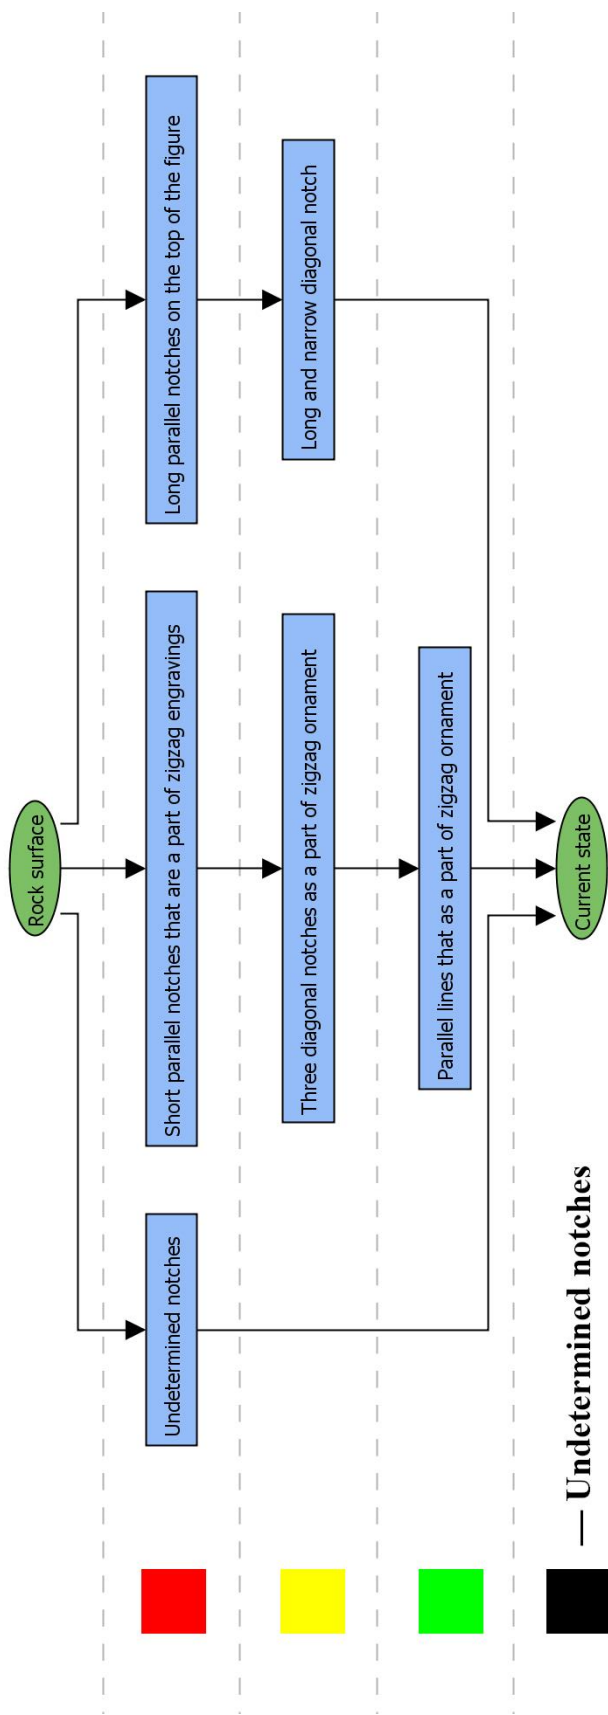 Rock surface
Undetermined notches
Short parallel notches that are a part of zigzag engravings
Long parallel notches on the top of the figure
Three diagonal notches as a part of zigzag ornament
Long and narrow diagonal notch
Parallel lines that as a part of zigzag ornament
Current state
— Undetermined notches